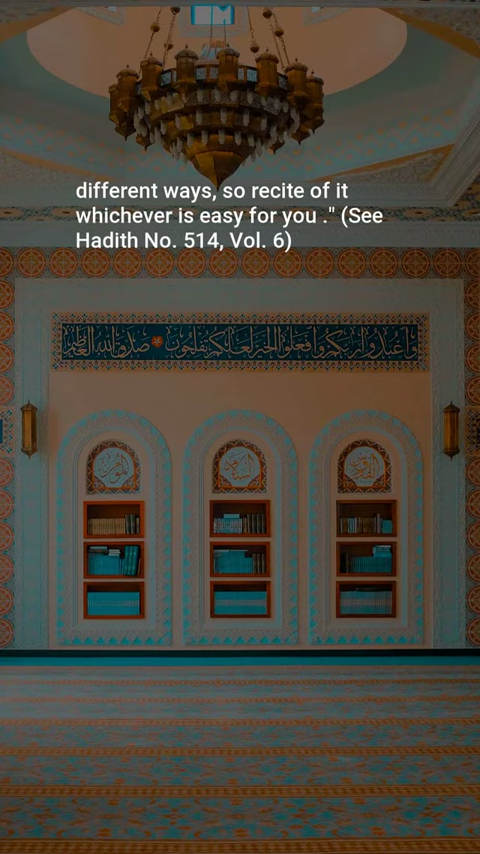 different ways, so recite of it
whichever is easy for you ." (See
Hadith No. 514, Vol. 6)
واعبدوا ربكم وافعلوا الخير لعلكم تفلحون صدق الله العظيم